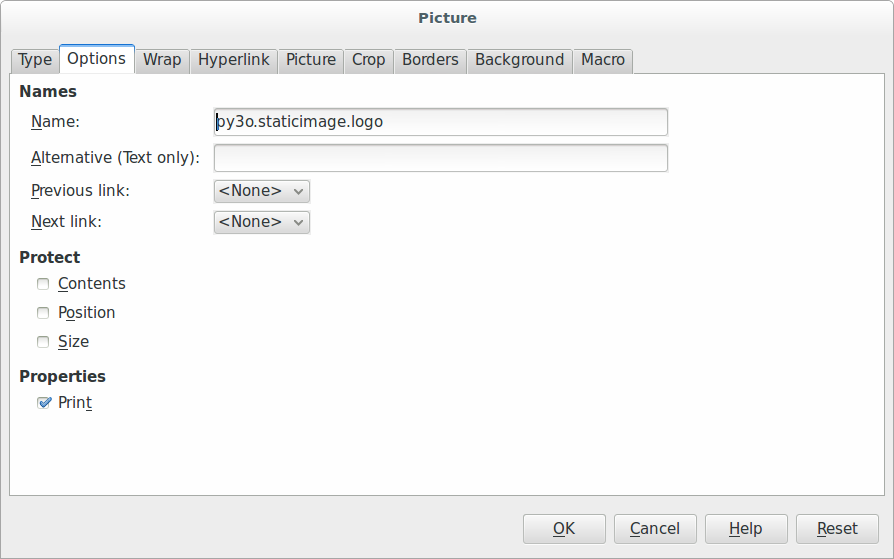 Picture
Type Options Wrap Hyperlink Picture Crop Borders Background Macro
Names
Name: py3o.staticimage.logo
Alternative (Text only):
Previous link: <None>
Next link: <None>
Protect
Contents
Position
Size
Properties
Print
OK Cancel Help Reset